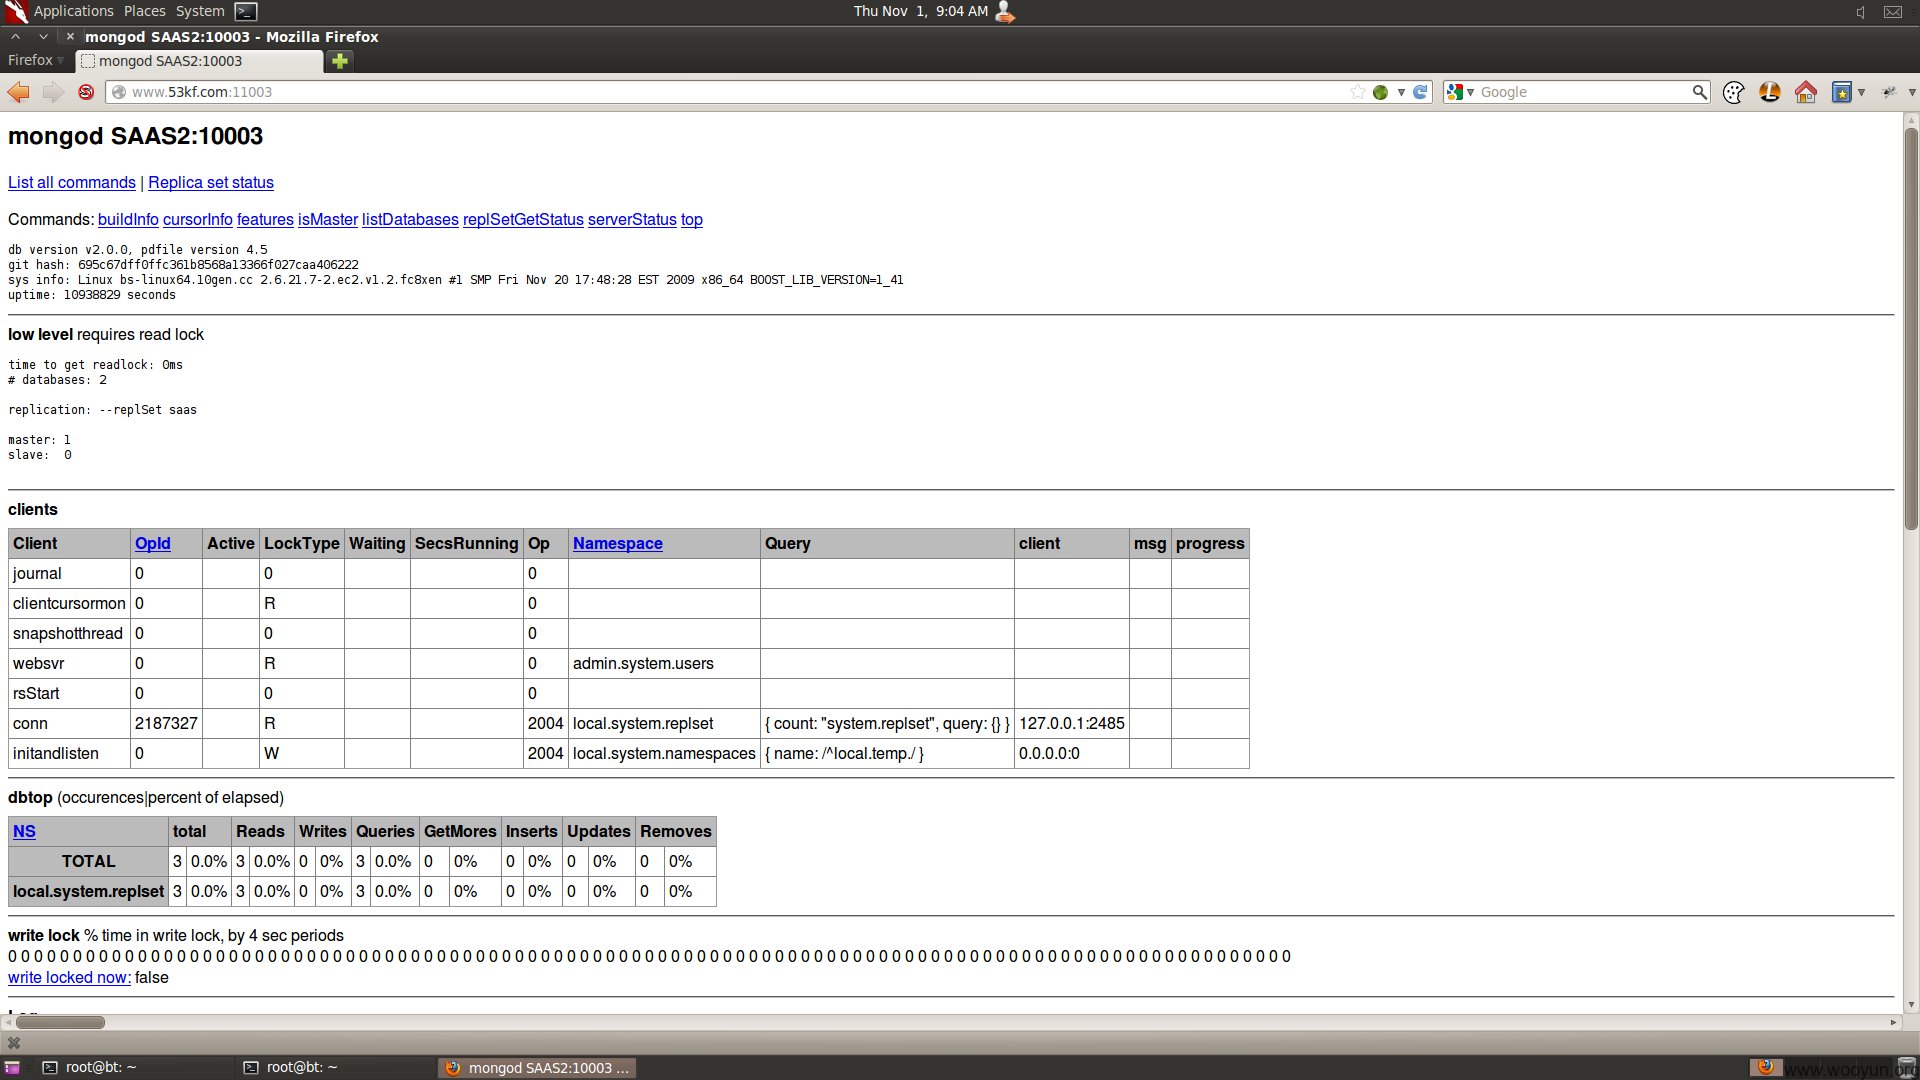 Applications Places System Thu Nov 1, 9:04 AM
mongod SAAS2:10003 - Mozilla Firefox
Firefox mongod SAAS2:10003
www.53kf.com:11003 Google
mongod SAAS2:10003
List all commands | Replica set status
Commands: buildInfo cursorInfo features isMaster listDatabases replSetGetStatus serverStatus top
db version v2.0.0, pdfile version 4.5
git hash: 695c67dff0ffc361b8568a13366f027caa406222
sys info: Linux bs-linux64.10gen.cc 2.6.21.7-2.ec2.v1.2.fc8xen #1 SMP Fri Nov 20 17:48:28 EST 2009 x86_64 BOOST_LIB_VERSION=1_41
uptime: 10938829 seconds
low level requires read lock
time to get readlock: 0ms
# databases: 2
replication: --replSet saas
master: 1
slave: 0
clients
Client OpId Active LockType Waiting SecsRunning Op Namespace Query client msg progress
journal 0 0 0
clientcursormon 0 R 0
snapshotthread 0 0 0
websvr 0 R 0 admin.system.users
rsStart 0 0 0
conn 2187327 R 2004 local.system.replset { count: "system.replset", query: {} } 127.0.0.1:2485
initandlisten 0 W 2004 local.system.namespaces { name: /^local.temp./ } 0.0.0.0:0
dbtop (occurences|percent of elapsed)
NS total Reads Writes Queries GetMores Inserts Updates Removes
TOTAL 3 0.0% 3 0.0% 0 0% 3 0.0% 0 0% 0 0% 0 0% 0 0%
local.system.replset 3 0.0% 3 0.0% 0 0% 3 0.0% 0 0% 0 0% 0 0% 0 0%
write lock % time in write lock, by 4 sec periods
0 0 0 0 0 0 0 0 0 0 0 0 0 0 0 0 0 0 0 0 0 0 0 0 0 0 0 0 0 0 0 0 0 0 0 0 0 0 0 0 0 0 0 0 0 0 0 0 0 0 0 0 0 0 0 0 0 0 0 0 0 0 0 0 0 0 0 0 0 0 0 0 0 0 0 0 0 0 0 0 0 0 0 0 0 0 0 0 0 0 0 0 0 0 0 0 0 0 0
write locked now: false
root@bt: ~ root@bt: ~ mongod SAAS2:10003 ...
www.wooyun.org